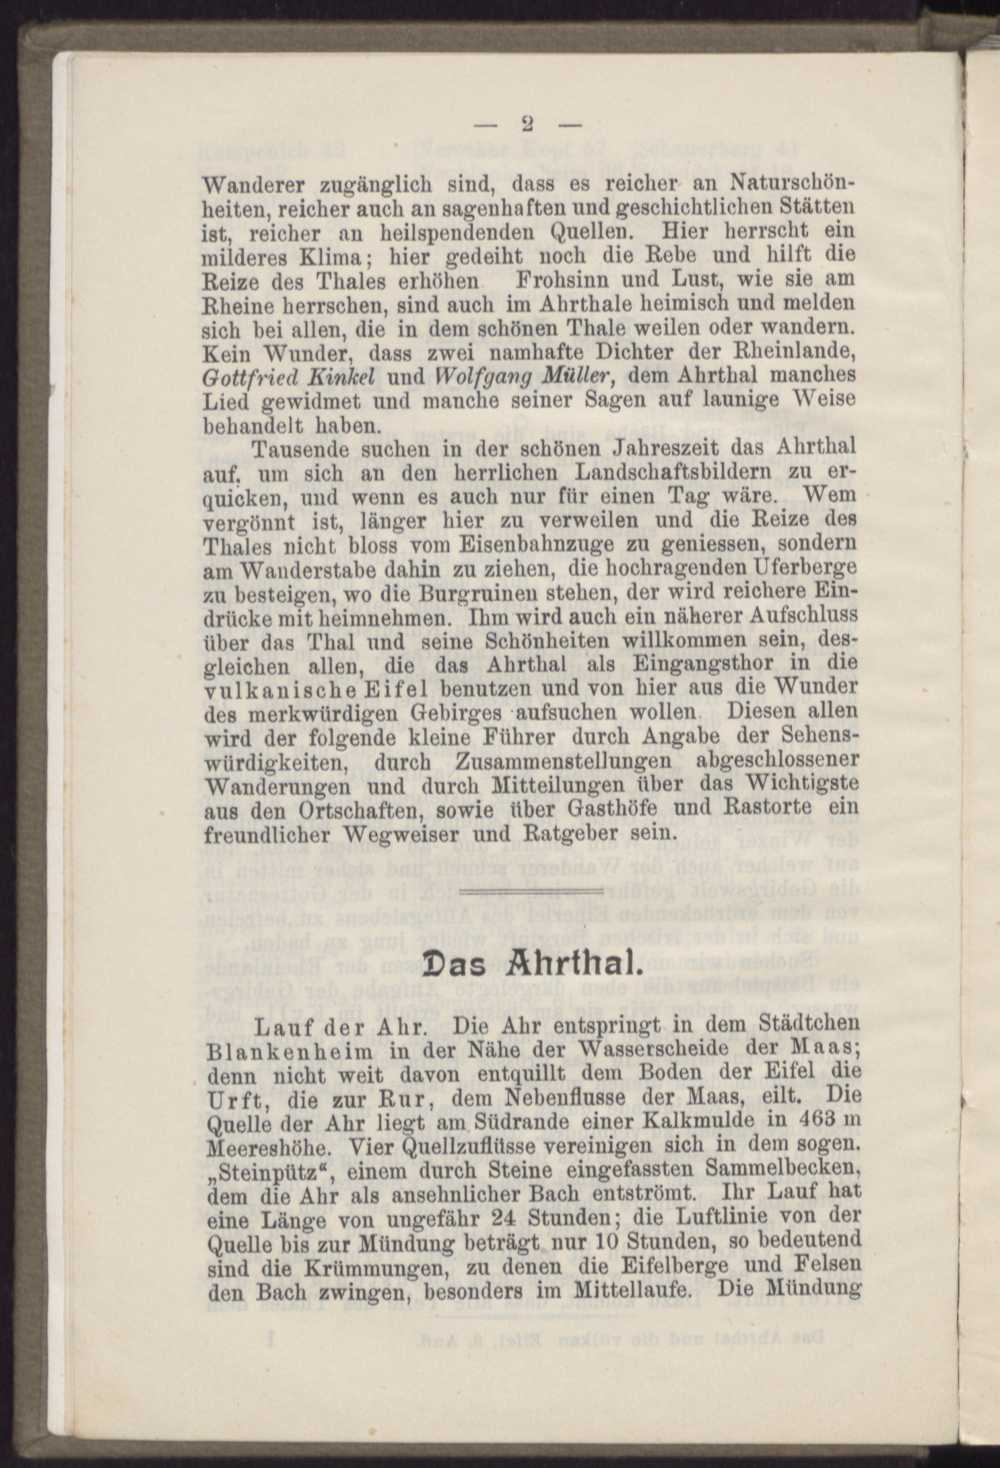 — 2 —
Wanderer zugänglich sind, dass es reicher an Naturschön-
heiten, reicher auch an sagenhaften und geschichtlichen Stätten
ist, reicher an heilspendenden Quellen. Hier herrscht ein
milderes Klima; hier gedeiht noch die Rebe und hilft die
Reize des Thales erhöhen Frohsinn und Lust, wie sie am
Rheine herrschen, sind auch im Ahrthale heimisch und melden
sich bei allen, die in dem schönen Thale weilen oder wandern.
Kein Wunder, dass zwei namhafte Dichter der Rheinlande,
Gottfried Kinkel und Wolfgang Müller, dem Ahrthal manches
Lied gewidmet und manche seiner Sagen auf launige Weise
behandelt haben.
Tausende suchen in der schönen Jahreszeit das Ahrthal
auf, um sich an den herrlichen Landschaftsbildern zu er-
quicken, und wenn es auch nur für einen Tag wäre. Wem
vergönnt ist, länger hier zu verweilen und die Reize des
Thales nicht bloss vom Eisenbahnzuge zu geniessen, sondern
am Wanderstabe dahin zu ziehen, die hochragenden Uferberge
zu besteigen, wo die Burgruinen stehen, der wird reichere Ein-
drücke mit heimnehmen. Ihm wird auch ein näherer Aufschluss
über das Thal und seine Schönheiten willkommen sein, des-
gleichen allen, die das Ahrthal als Eingangsthor in die
vulkanische Eifel benutzen und von hier aus die Wunder
des merkwürdigen Gebirges aufsuchen wollen. Diesen allen
wird der folgende kleine Führer durch Angabe der Sehens-
würdigkeiten, durch Zusammenstellungen abgeschlossener
Wanderungen und durch Mitteilungen über das Wichtigste
aus den Ortschaften, sowie über Gasthöfe und Rastorte ein
freundlicher Wegweiser und Ratgeber sein.
Das Ahrthal.
Lauf der Ahr. Die Ahr entspringt in dem Städtchen
Blankenheim in der Nähe der Wasserscheide der Maas;
denn nicht weit davon entquillt dem Boden der Eifel die
Urft, die zur Rur, dem Nebenflusse der Maas, eilt. Die
Quelle der Ahr liegt am Südrande einer Kalkmulde in 463 m
Meereshöhe. Vier Quellzuflüsse vereinigen sich in dem sogen.
„Steinpütz“, einem durch Steine eingefassten Sammelbecken,
dem die Ahr als ansehnlicher Bach entströmt. Ihr Lauf hat
eine Länge von ungefähr 24 Stunden; die Luftlinie von der
Quelle bis zur Mündung beträgt nur 10 Stunden, so bedeutend
sind die Krümmungen, zu denen die Eifelberge und Felsen
den Bach zwingen, besonders im Mittellaufe. Die Mündung